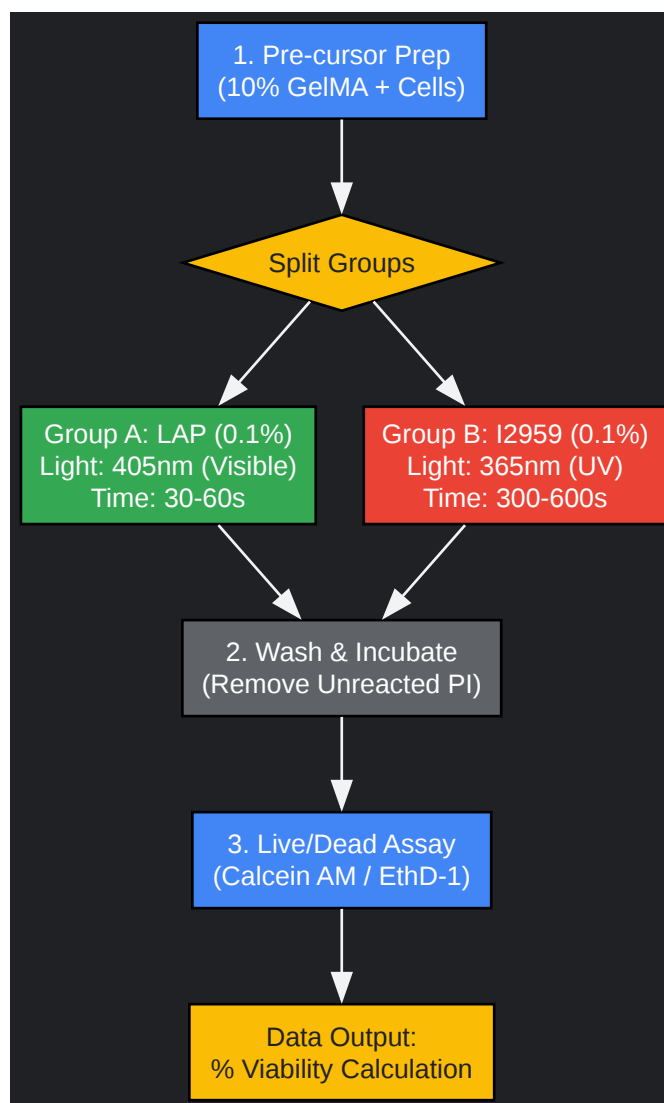 1. Pre-cursor Prep
(10% GelMA + Cells)
Split Groups
Group A: LAP (0.1%)
Light: 405nm (Visible)
Time: 30-60s
Group B: I2959 (0.1%)
Light: 365nm (UV)
Time: 300-600s
2. Wash & Incubate
(Remove Unreacted PI)
3. Live/Dead Assay
(Calcein AM / EthD-1)
Data Output:
% Viability Calculation